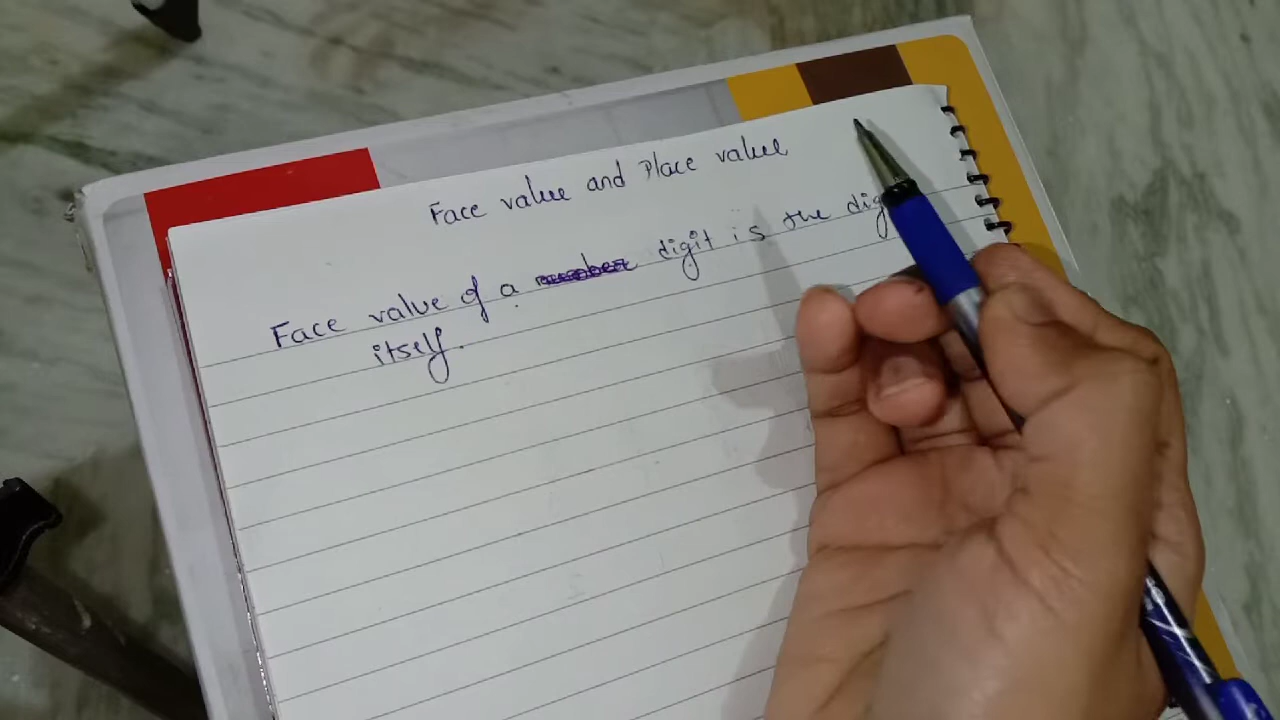 Face value and Place value
Face value of a digit is the dig
itself.